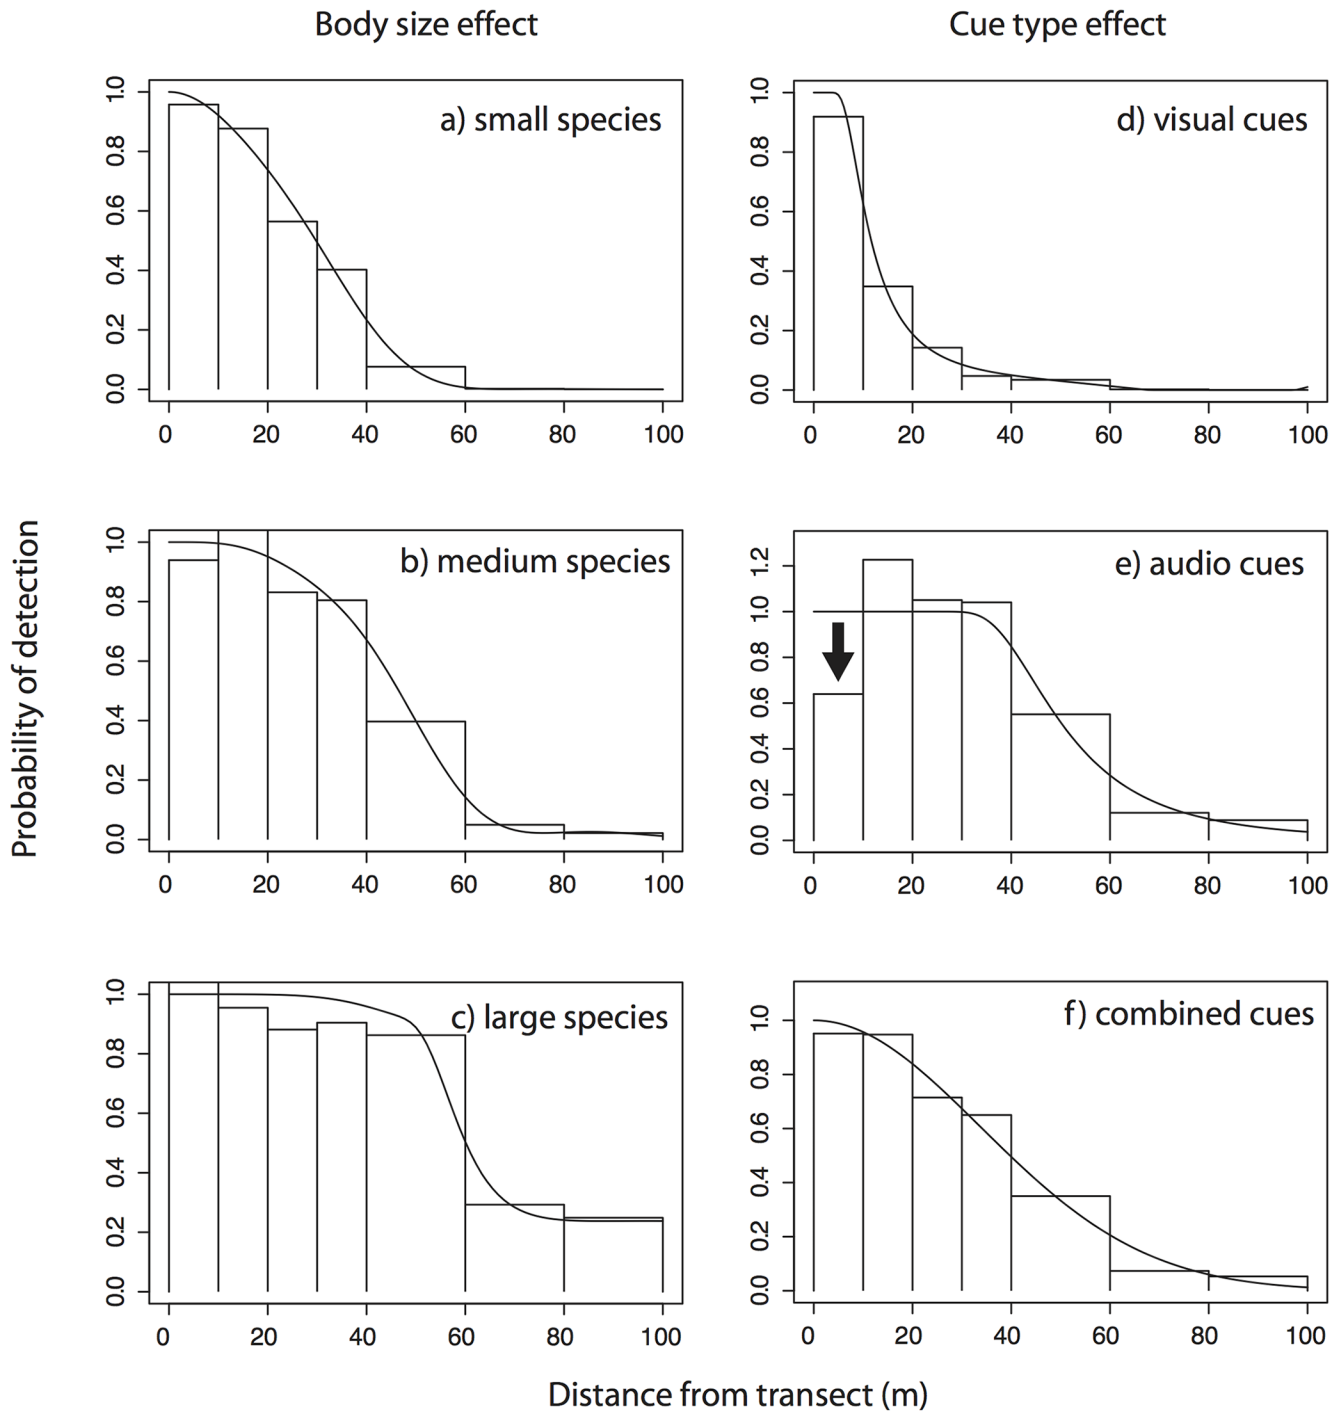 Body size effect
Cue type effect
a) small species
1.0
0.8
0.6
0.4
0.2
0.0
0 20 40 60 80 100
d) visual cues
1.0
0.8
0.6
0.4
0.2
0.0
0 20 40 60 80 100
Probability of detection
b) medium species
1.0
0.8
0.6
0.4
0.2
0.0
0 20 40 60 80 100
e) audio cues
1.2
1.0
0.8
0.6
0.4
0.2
0.0
0 20 40 60 80 100
c) large species
1.0
0.8
0.6
0.4
0.2
0.0
0 20 40 60 80 100
f) combined cues
1.0
0.8
0.6
0.4
0.2
0.0
0 20 40 60 80 100
Distance from transect (m)